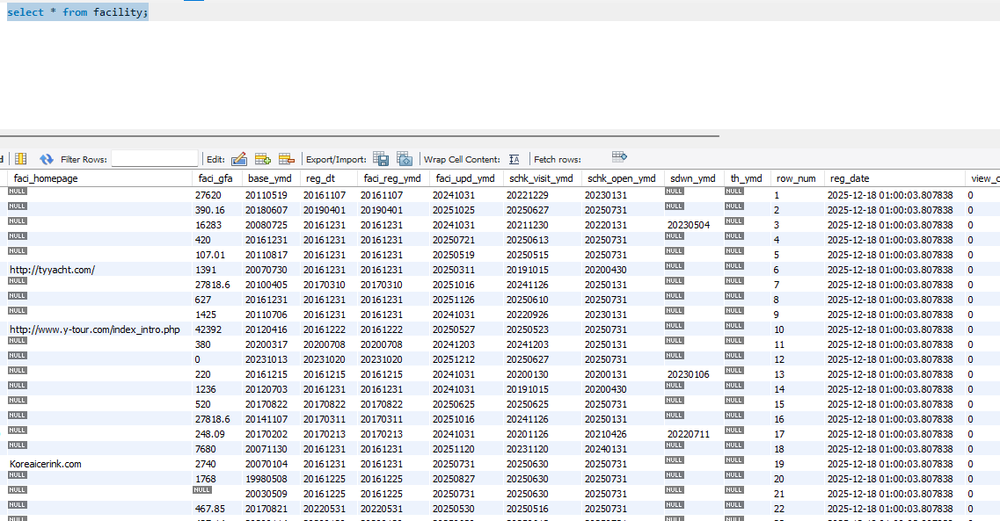 select * from facility;
d Filter Rows: Edit: Export/Import: Wrap Cell Content: IA Fetch rows:
faci_homepage faci_gfa base_ymd reg_dt faci_reg_ymd faci_upd_ymd schk_visit_ymd schk_open_ymd sdwn_ymd th_ymd row_num reg_date view_c
NULL 27620 20110519 20161107 20161107 20241031 20221229 20230131 NULL NULL 1 2025-12-18 01:00:03.807838 0
NULL 390.16 20180607 20190401 20190401 20251025 20250627 20250731 NULL NULL 2 2025-12-18 01:00:03.807838 0
NULL 16283 20080725 20161231 20161231 20241031 20211230 20220131 20230504 NULL 3 2025-12-18 01:00:03.807838 0
NULL 420 20161231 20161231 20161231 20250721 20250613 20250731 NULL NULL 4 2025-12-18 01:00:03.807838 0
NULL 107.01 20110817 20161231 20161231 20250519 20250515 20250731 NULL NULL 5 2025-12-18 01:00:03.807838 0
http://tyyacht.com/ 1391 20070730 20161231 20161231 20250311 20191015 20200430 NULL NULL 6 2025-12-18 01:00:03.807838 0
NULL 27818.6 20100405 20170310 20170310 20251016 20241126 20250131 NULL NULL 7 2025-12-18 01:00:03.807838 0
NULL 627 20161231 20161231 20161231 20251126 20250610 20250731 NULL NULL 8 2025-12-18 01:00:03.807838 0
NULL 1425 20110706 20161231 20161231 20241031 20220926 20230131 NULL NULL 9 2025-12-18 01:00:03.807838 0
http://www.y-tour.com/index_intro.php 42392 20120416 20161222 20161222 20250527 20250523 20250731 NULL NULL 10 2025-12-18 01:00:03.807838 0
NULL 380 20200317 20200708 20200708 20241203 20241202 20250731 NULL NULL 11 2025-12-18 01:00:03.807838 0
NULL 0 20231013 20231020 20231020 20251212 20250627 20250731 NULL NULL 12 2025-12-18 01:00:03.807838 0
NULL 220 20161215 20161215 20161215 20241031 20200130 20200131 20230106 NULL 13 2025-12-18 01:00:03.807838 0
NULL 1236 20120703 20161231 20161231 20241031 20191015 20200430 NULL NULL 14 2025-12-18 01:00:03.807838 0
NULL 520 20170822 20170822 20170822 20250625 20250625 20250731 NULL NULL 15 2025-12-18 01:00:03.807838 0
NULL 27818.6 20141107 20170311 20170311 20251016 20241126 20250131 NULL NULL 16 2025-12-18 01:00:03.807838 0
NULL 248.09 20170202 20170213 20170213 20241031 20201126 20210426 20220711 NULL 17 2025-12-18 01:00:03.807838 0
NULL 7680 20071130 20161231 20161231 20251120 20231120 20240131 NULL NULL 18 2025-12-18 01:00:03.807838 0
Koreaicerink.com 2740 20070104 20161231 20161231 20250731 20250630 20250731 NULL NULL 19 2025-12-18 01:00:03.807838 0
NULL 1768 19980508 20161225 20161225 20250827 20250630 20250731 NULL NULL 20 2025-12-18 01:00:03.807838 0
NULL NULL 20030509 20161225 20161225 20250731 20250630 20250731 NULL NULL 21 2025-12-18 01:00:03.807838 0
NULL 467.85 20170821 20220531 20220531 20250530 20250516 20250731 NULL NULL 22 2025-12-18 01:00:03.807838 0